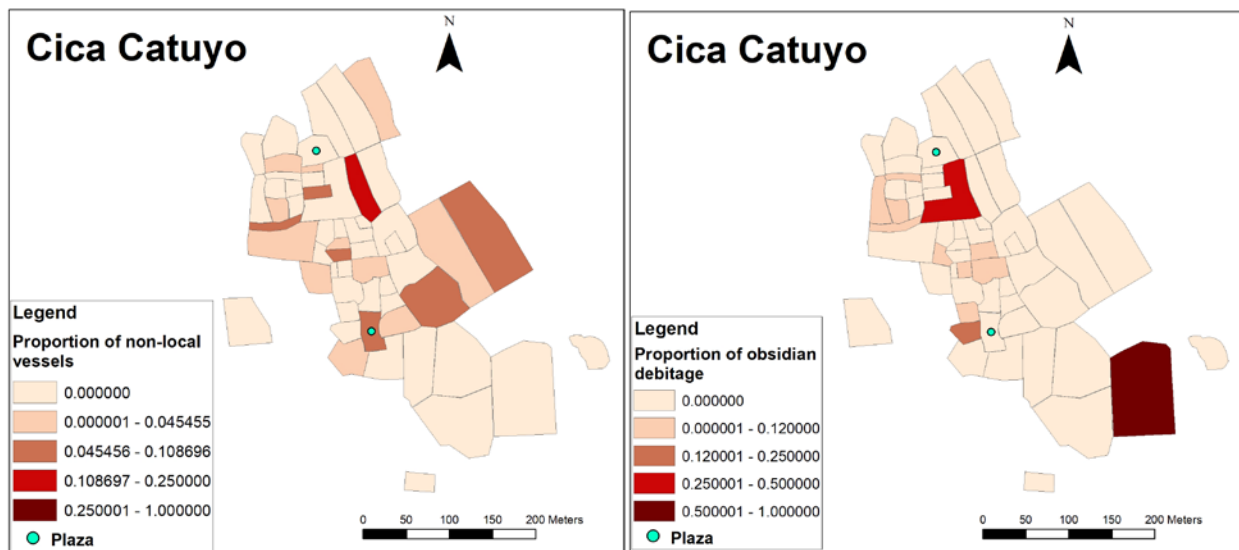 Cica Catuyo
N
Legend
Proportion of non-local
vessels
0.000000
0.000001 - 0.045455
0.045456 - 0.108696
0.108697 - 0.250000
0.250001 - 1.000000
Plaza
0 50 100 150 200 Meters
Cica Catuyo
N
Legend
Proportion of obsidian
debitage
0.000000
0.000001 - 0.120000
0.120001 - 0.250000
0.250001 - 0.500000
0.500001 - 1.000000
Plaza
0 50 100 150 200 Meters